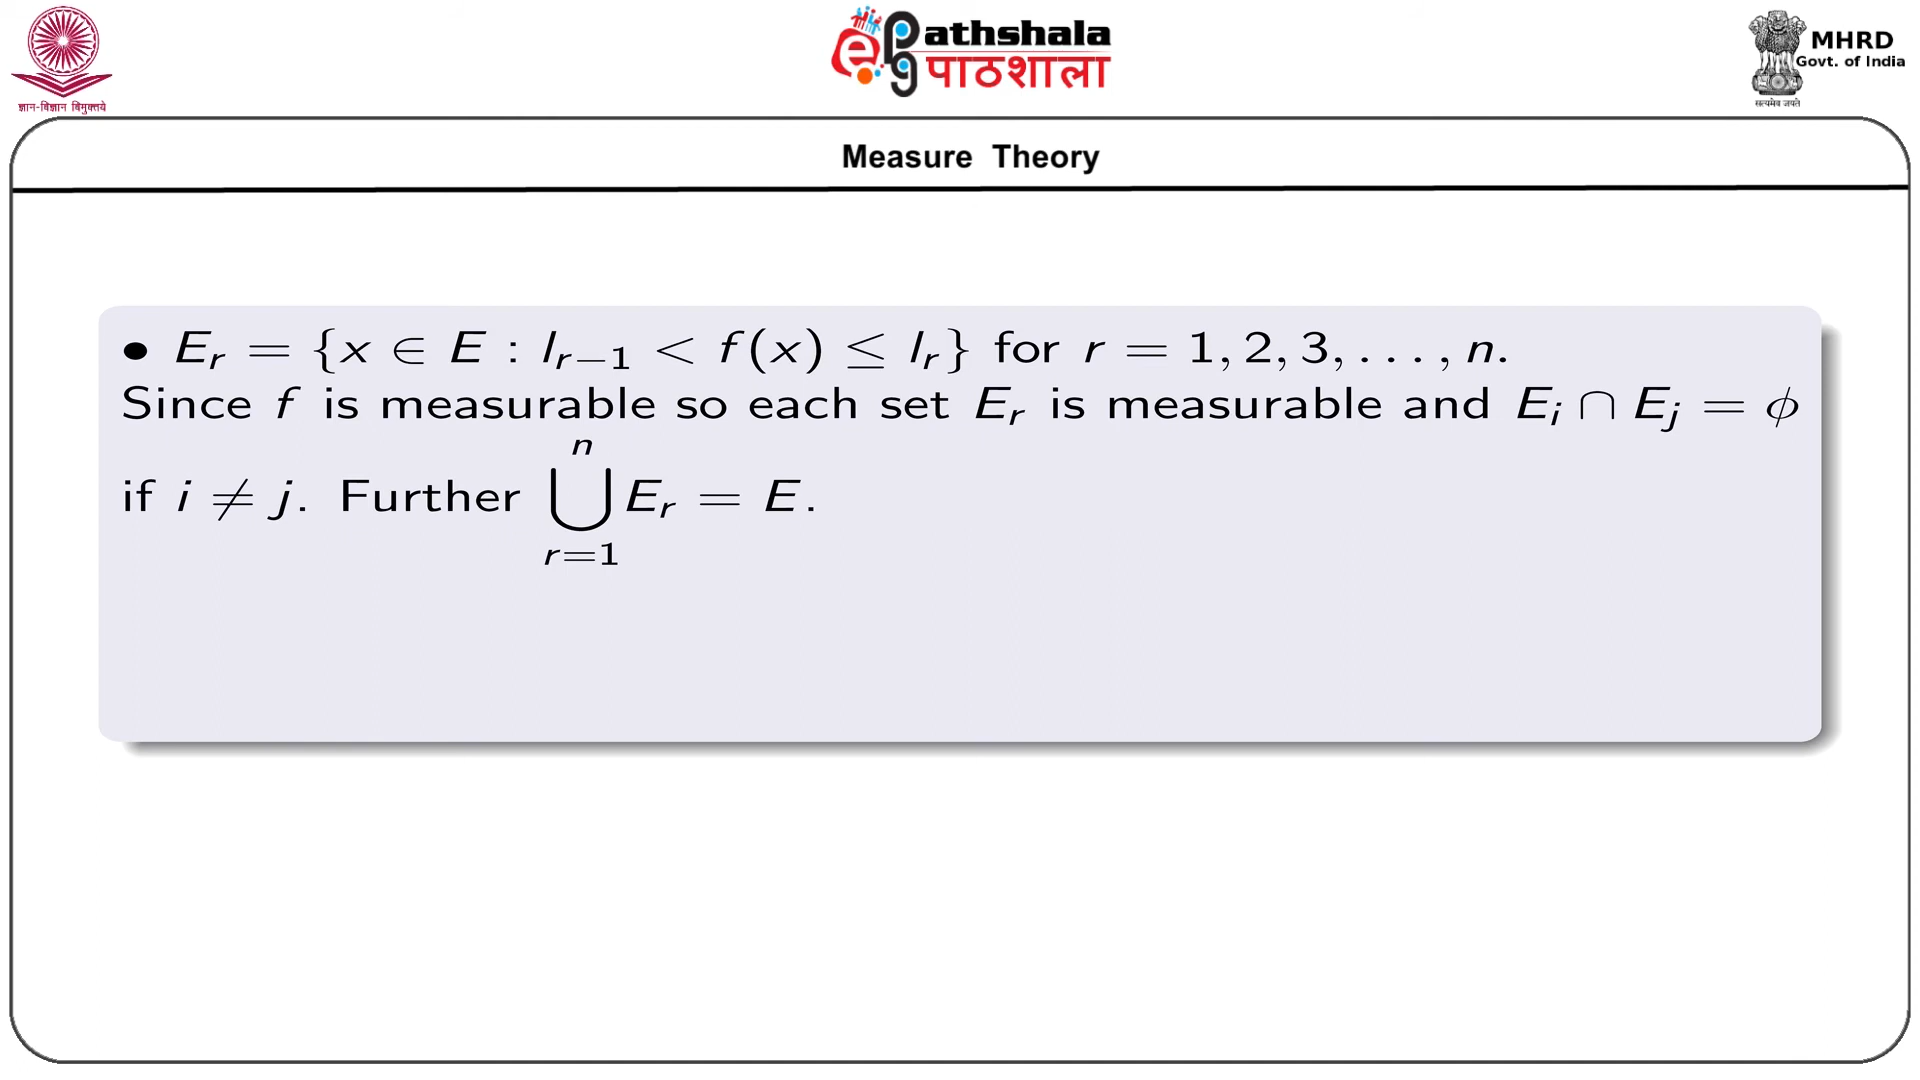 ज्ञान-विज्ञान विमुक्तये
e PG Pathshala
पाठशाला
MHRD
Govt. of India
सत्यमेव जयते
Measure Theory
• E_r = {x ∈ E : l_{r−1} < f(x) ≤ l_r} for r = 1, 2, 3, . . . , n.
Since f is measurable so each set E_r is measurable and E_i ∩ E_j = ϕ
if i ≠ j. Further ⋃_{r=1}^{n} E_r = E.